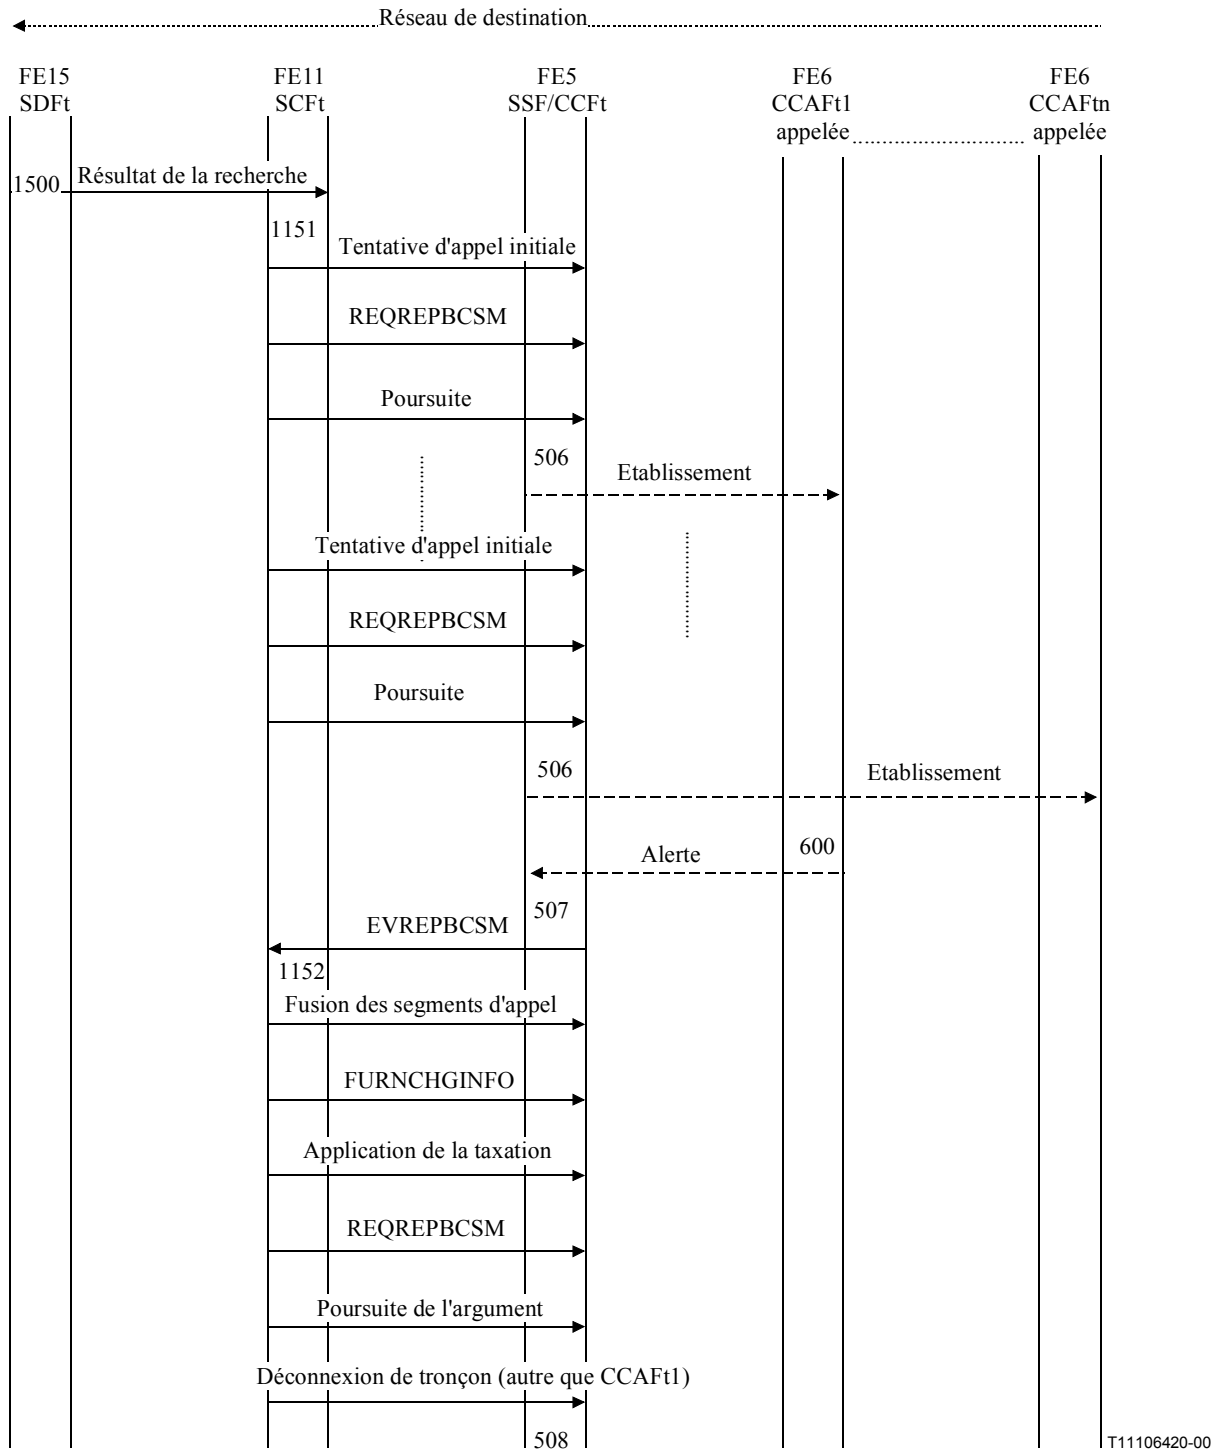 Réseau de destination
FE15 FE11 FE5 FE6 FE6
SDFt SCFt SSF/CCFt CCAFt1 CCAFtn
appelée appelée
1500 Résultat de la recherche
1151
Tentative d'appel initiale
REQREPBCSM
Poursuite
506
Etablissement
Tentative d'appel initiale
REQREPBCSM
Poursuite
506 Etablissement
Alerte 600
507
EVREPBCSM
1152
Fusion des segments d'appel
FURNCHGINFO
Application de la taxation
REQREPBCSM
Poursuite de l'argument
Déconnexion de tronçon (autre que CCAFt1)
508
T11106420-00